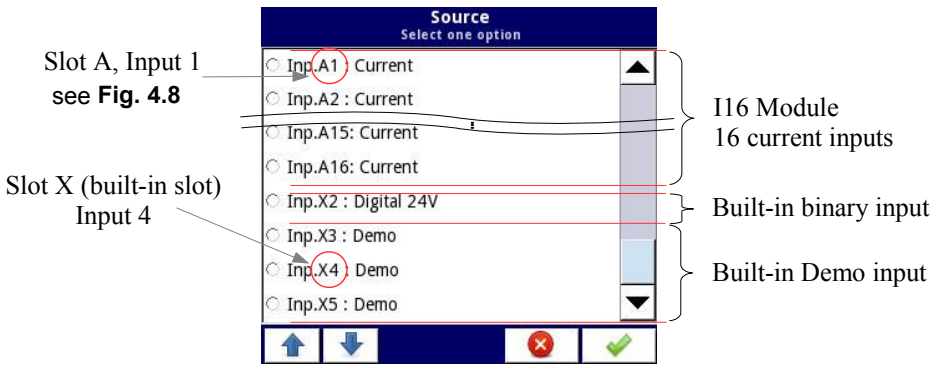 Source
Select one option
Slot A, Input 1
see Fig. 4.8
Inp.A1 : Current
Inp.A2 : Current
Inp.A15: Current
Inp.A16: Current
I16 Module
16 current inputs
Slot X (built-in slot)
Input 4
Inp.X2 : Digital 24V
Built-in binary input
Inp.X3 : Demo
Inp.X4 : Demo
Inp.X5 : Demo
Built-in Demo input